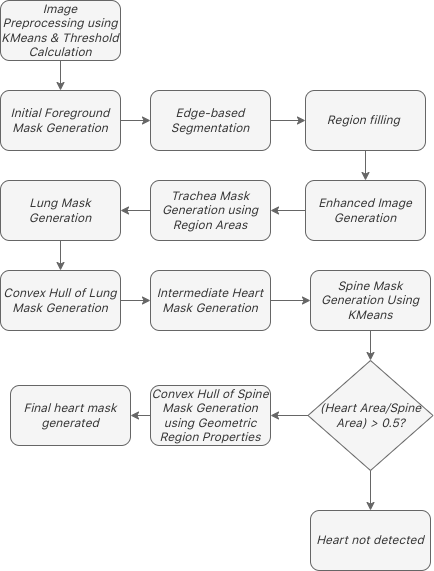 Image
Preprocessing using
KMeans & Threshold
Calculation
Initial Foreground
Mask Generation
Edge-based
Segmentation
Region filling
Lung Mask
Generation
Trachea Mask
Generation using
Region Areas
Enhanced Image
Generation
Convex Hull of Lung
Mask Generation
Intermediate Heart
Mask Generation
Spine Mask
Generation Using
KMeans
Final heart mask
generated
Convex Hull of Spine
Mask Generation
using Geometric
Region Properties
(Heart Area/Spine
Area) > 0.5?
Heart not detected